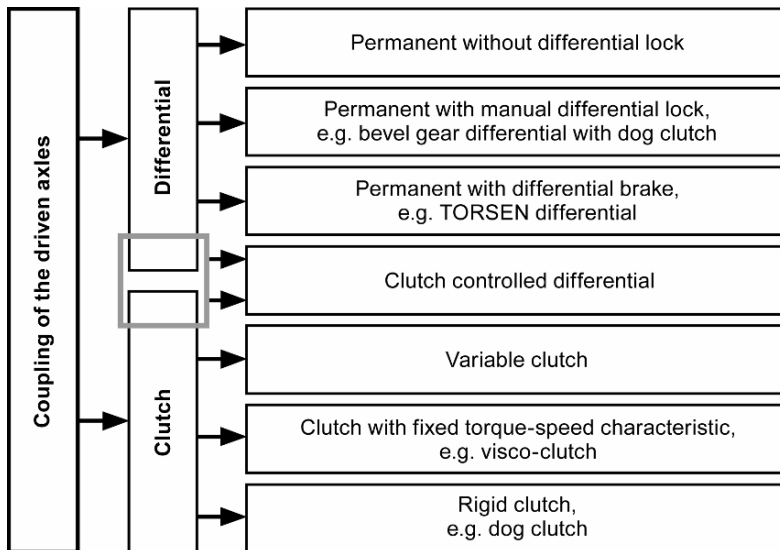 Coupling of the driven axles
Differential
Clutch
Permanent without differential lock
Permanent with manual differential lock,
e.g. bevel gear differential with dog clutch
Permanent with differential brake,
e.g. TORSEN differential
Clutch controlled differential
Variable clutch
Clutch with fixed torque-speed characteristic,
e.g. visco-clutch
Rigid clutch,
e.g. dog clutch